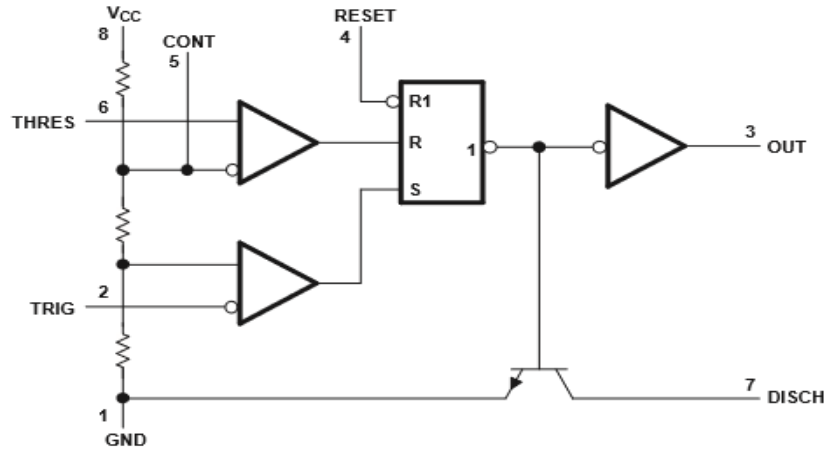 VCC
8
CONT
5
RESET
4
6
THRES
R1
R
1
S
3
OUT
2
TRIG
7
DISCH
1
GND